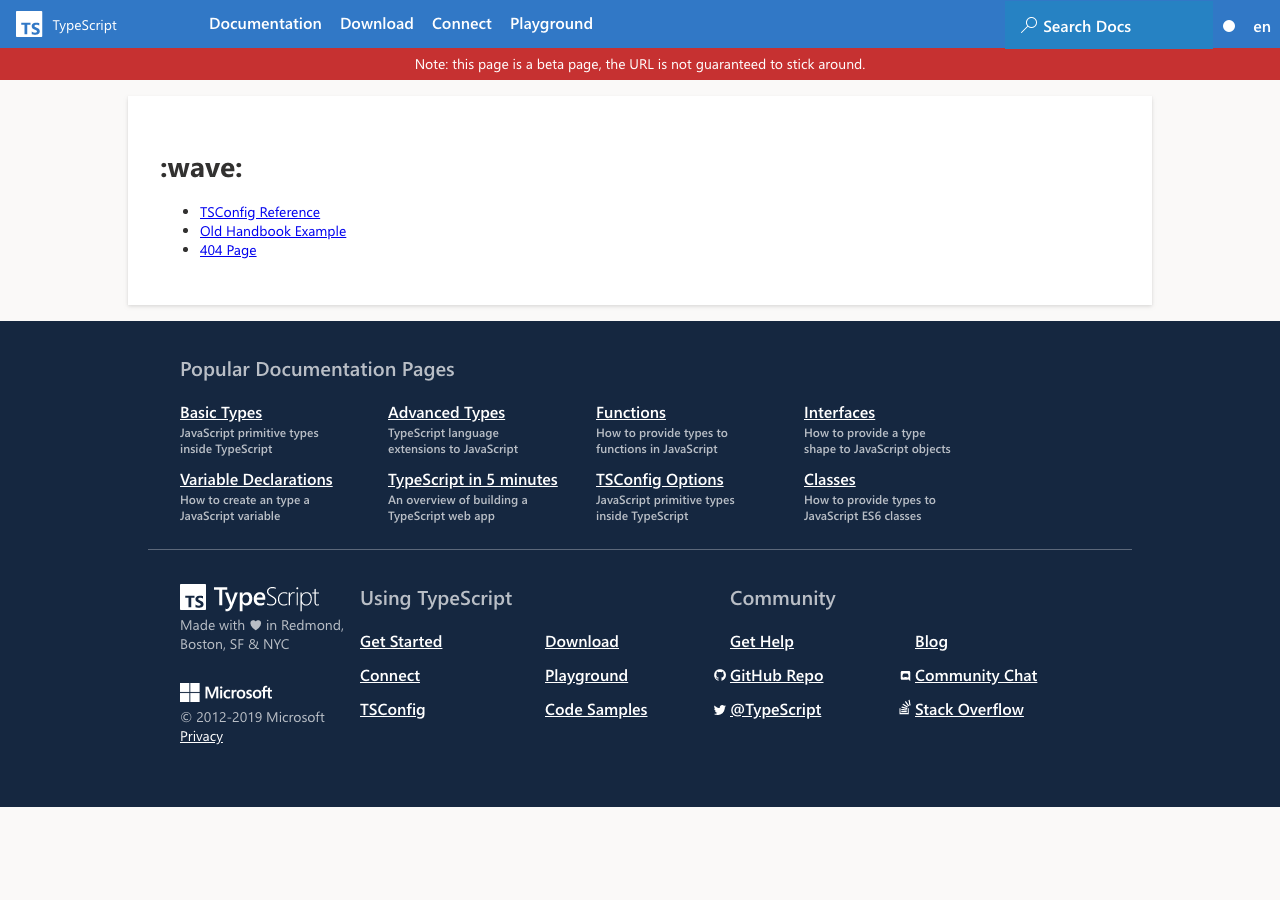 TS TypeScript Documentation Download Connect Playground Search Docs en
Note: this page is a beta page, the URL is not guaranteed to stick around.
:wave:
TSConfig Reference
Old Handbook Example
404 Page
Popular Documentation Pages
Basic Types
JavaScript primitive types
inside TypeScript
Advanced Types
TypeScript language
extensions to JavaScript
Functions
How to provide types to
functions in JavaScript
Interfaces
How to provide a type
shape to JavaScript objects
Variable Declarations
How to create an type a
JavaScript variable
TypeScript in 5 minutes
An overview of building a
TypeScript web app
TSConfig Options
JavaScript primitive types
inside TypeScript
Classes
How to provide types to
JavaScript ES6 classes
TS TypeScript
Made with ♥ in Redmond,
Boston, SF & NYC
Microsoft
© 2012-2019 Microsoft
Privacy
Using TypeScript
Get Started
Download
Connect
Playground
TSConfig
Code Samples
Community
Get Help
Blog
GitHub Repo
Community Chat
@TypeScript
Stack Overflow